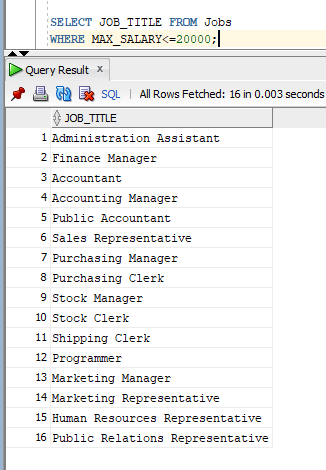 SELECT JOB_TITLE FROM Jobs
WHERE MAX_SALARY<=20000;
Query Result x
SQL | All Rows Fetched: 16 in 0.003 seconds
JOB_TITLE
1 Administration Assistant
2 Finance Manager
3 Accountant
4 Accounting Manager
5 Public Accountant
6 Sales Representative
7 Purchasing Manager
8 Purchasing Clerk
9 Stock Manager
10 Stock Clerk
11 Shipping Clerk
12 Programmer
13 Marketing Manager
14 Marketing Representative
15 Human Resources Representative
16 Public Relations Representative